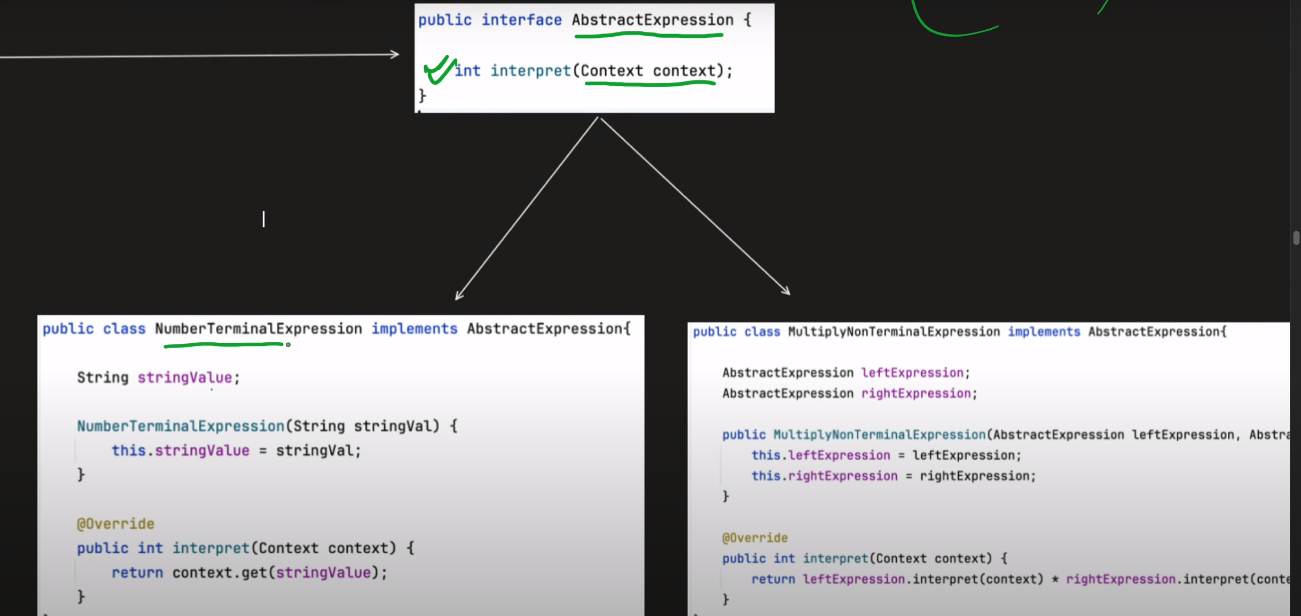 public interface AbstractExpression {
int interpret(Context context);
}
public class NumberTerminalExpression implements AbstractExpression{
String stringValue;
NumberTerminalExpression(String stringVal) {
this.stringValue = stringVal;
}
@Override
public int interpret(Context context) {
return context.get(stringValue);
}
public class MultiplyNonTerminalExpression implements AbstractExpression{
AbstractExpression leftExpression;
AbstractExpression rightExpression;
public MultiplyNonTerminalExpression(AbstractExpression leftExpression,
this.leftExpression = leftExpression;
this.rightExpression = rightExpression;
}
@Override
public int interpret(Context context) {
return leftExpression.interpret(context) * rightExpression.interpret(
}